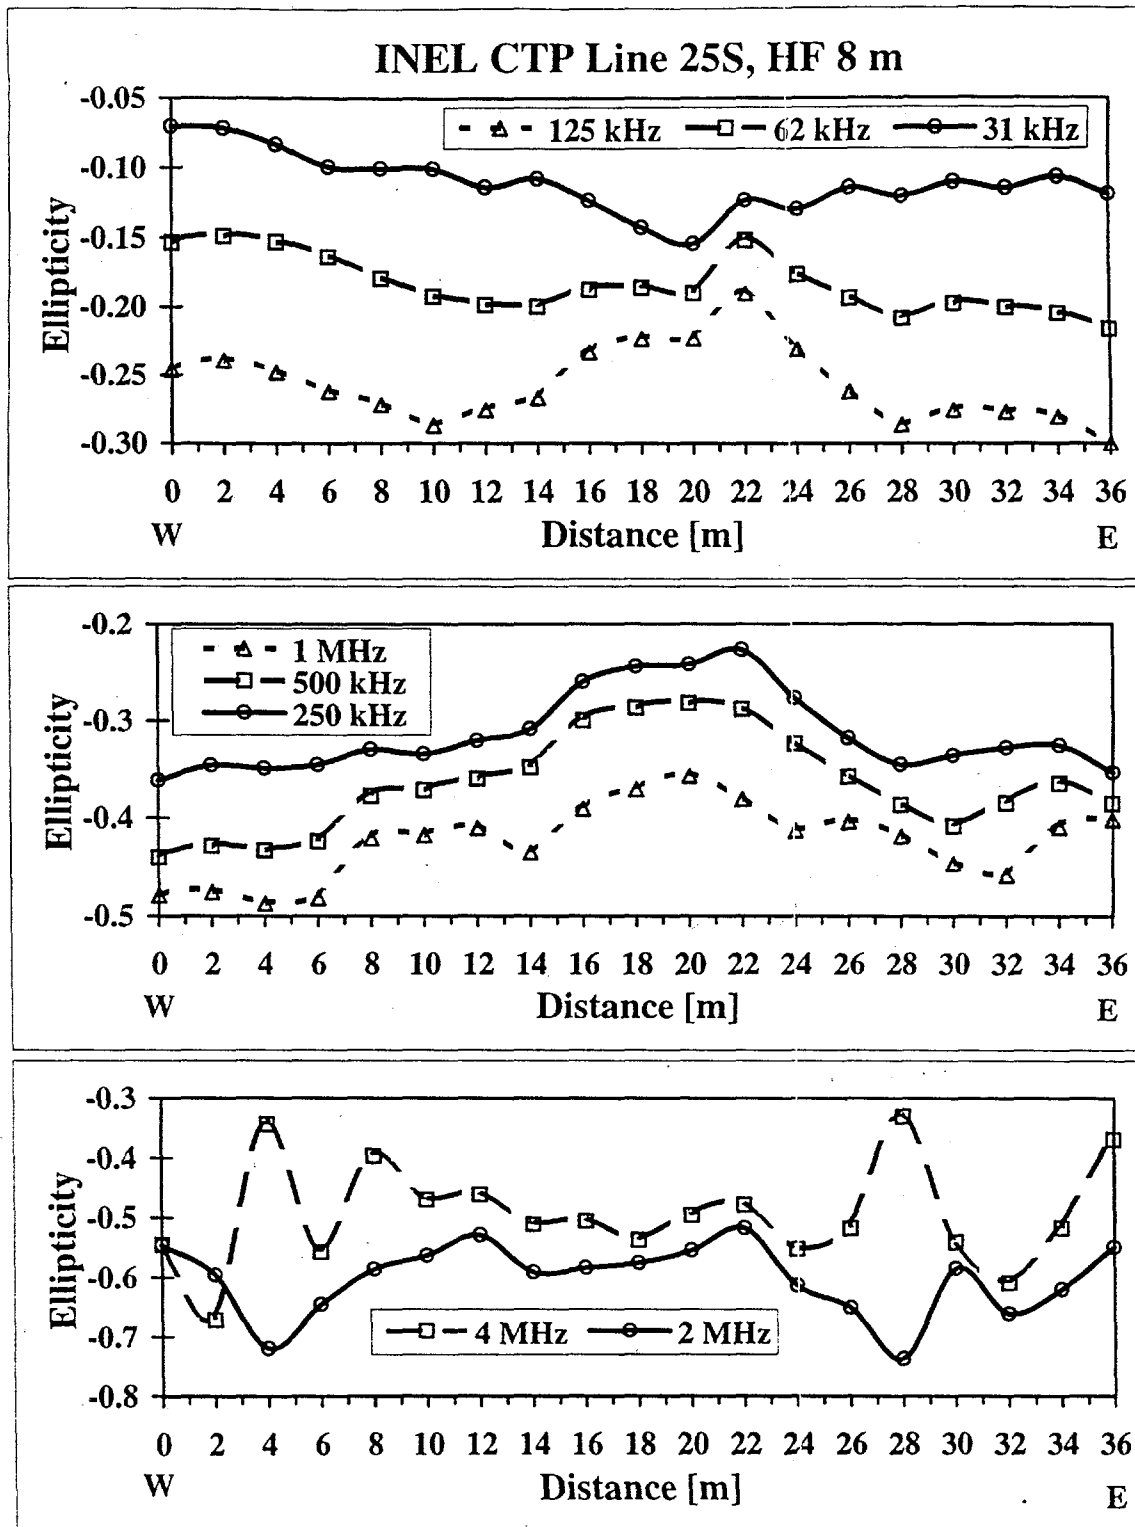 INEL CTP Line 25S, HF 8 m
125 kHz 62 kHz 31 kHz
-0.05
-0.10
-0.15
-0.20
-0.25
-0.30
Ellipticity
0 2 4 6 8 10 12 14 16 18 20 22 24 26 28 30 32 34 36
W Distance [m] E
-0.2
-0.3
-0.4
-0.5
Ellipticity
1 MHz
500 kHz
250 kHz
0 2 4 6 8 10 12 14 16 18 20 22 24 26 28 30 32 34 36
W Distance [m] E
-0.3
-0.4
-0.5
-0.6
-0.7
-0.8
Ellipticity
4 MHz 2 MHz
0 2 4 6 8 10 12 14 16 18 20 22 24 26 28 30 32 34 36
W Distance [m] E